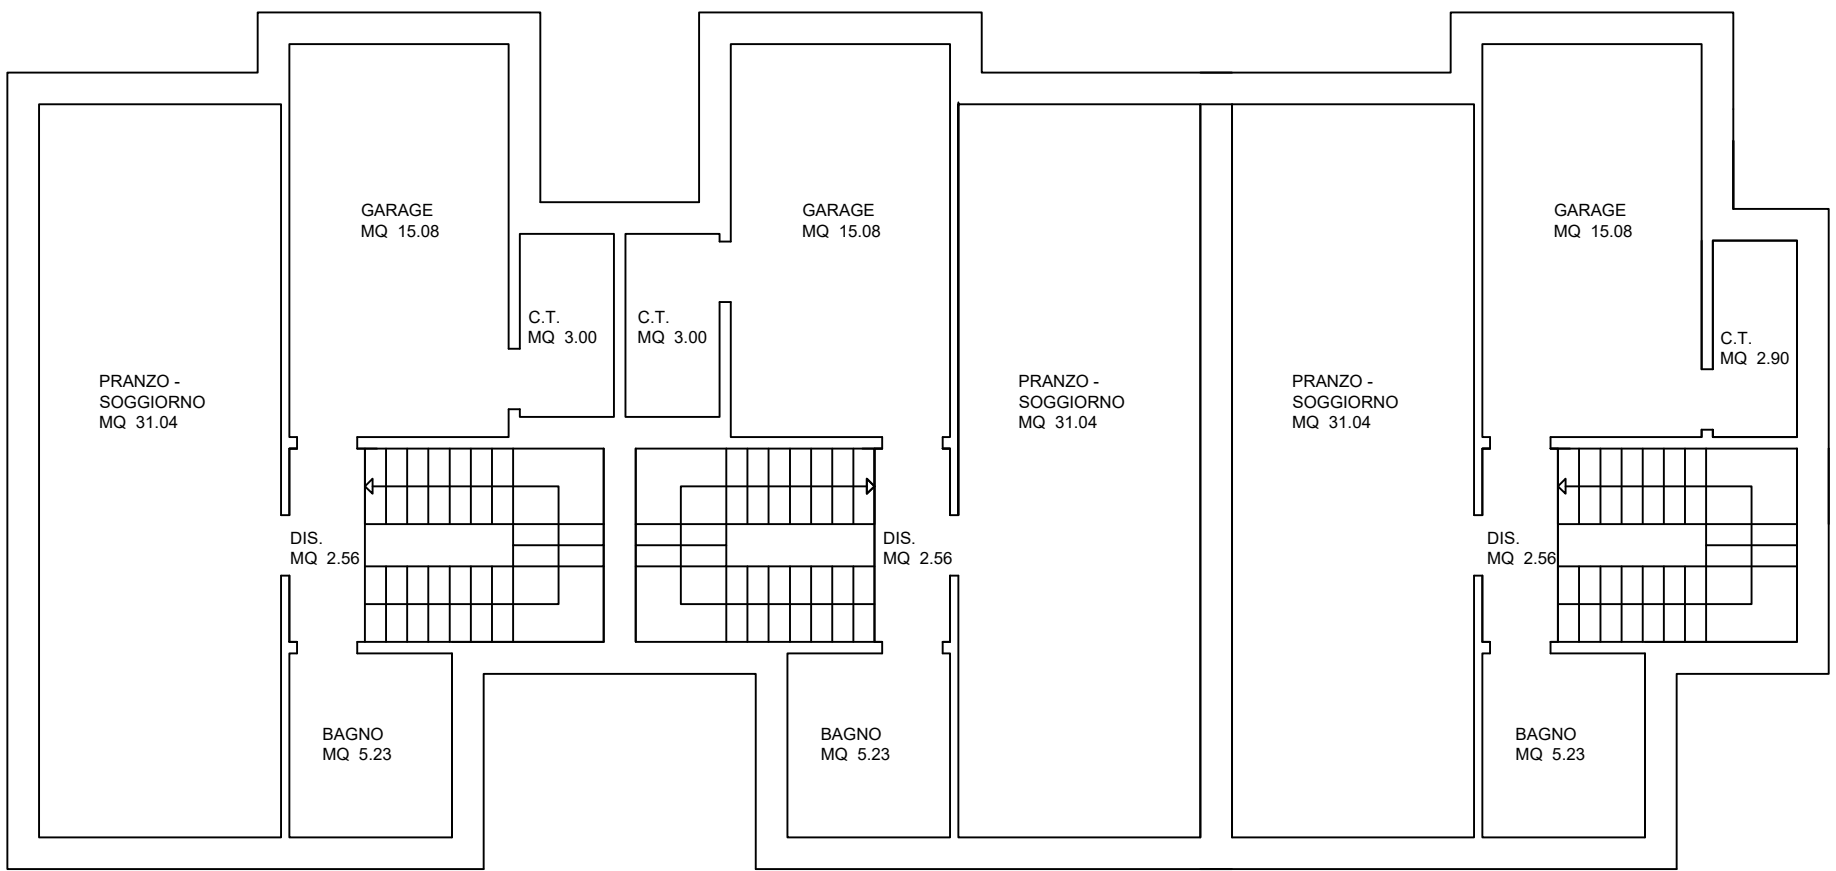 GARAGE
MQ 15.08
GARAGE
MQ 15.08
GARAGE
MQ 15.08
C.T.
MQ 3.00
C.T.
MQ 3.00
C.T.
MQ 2.90
PRANZO -
SOGGIORNO
MQ 31.04
PRANZO -
SOGGIORNO
MQ 31.04
PRANZO -
SOGGIORNO
MQ 31.04
DIS.
MQ 2.56
DIS.
MQ 2.56
DIS.
MQ 2.56
BAGNO
MQ 5.23
BAGNO
MQ 5.23
BAGNO
MQ 5.23